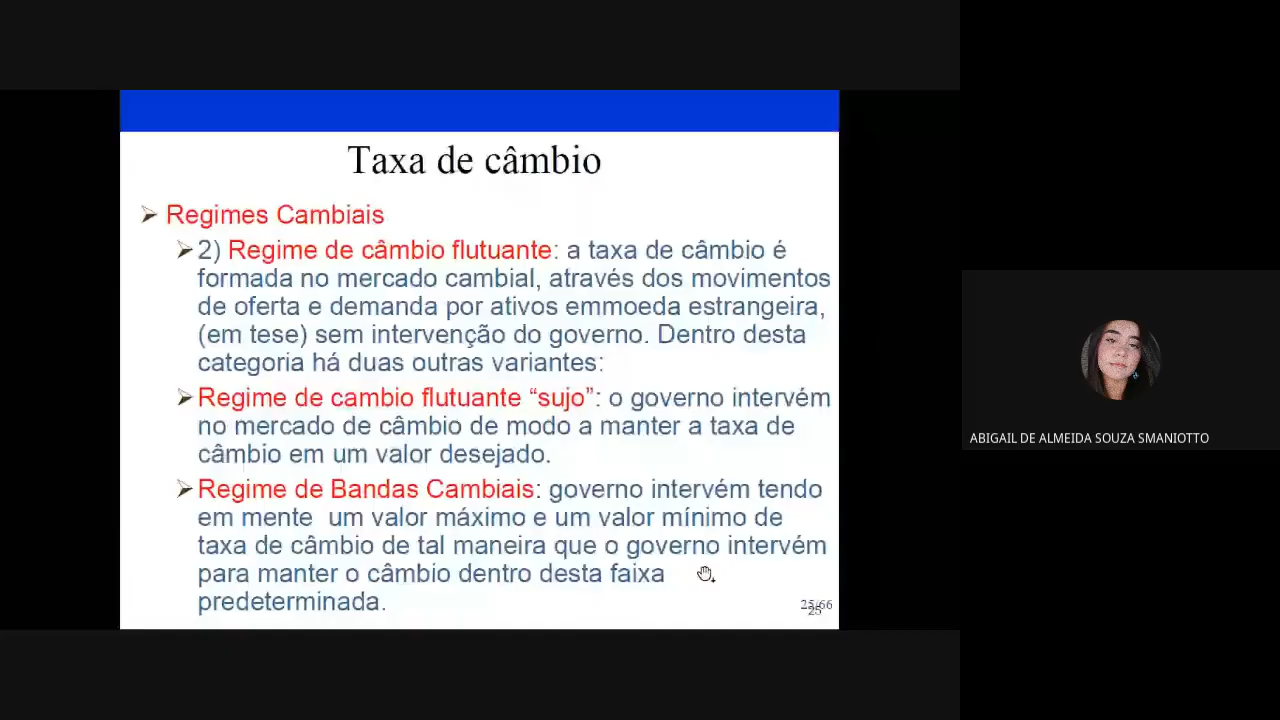 Taxa de câmbio
Regimes Cambiais
2) Regime de câmbio flutuante: a taxa de câmbio é
formada no mercado cambial, através dos movimentos
de oferta e demanda por ativos emmoeda estrangeira,
(em tese) sem intervenção do governo. Dentro desta
categoria há duas outras variantes:
Regime de cambio flutuante “sujo”: o governo intervém
no mercado de câmbio de modo a manter a taxa de
câmbio em um valor desejado.
Regime de Bandas Cambiais: governo intervém tendo
em mente um valor máximo e um valor mínimo de
taxa de câmbio de tal maneira que o governo intervém
para manter o câmbio dentro desta faixa
predeterminada.
25/66
25
ABIGAIL DE ALMEIDA SOUZA SMANIOTTO